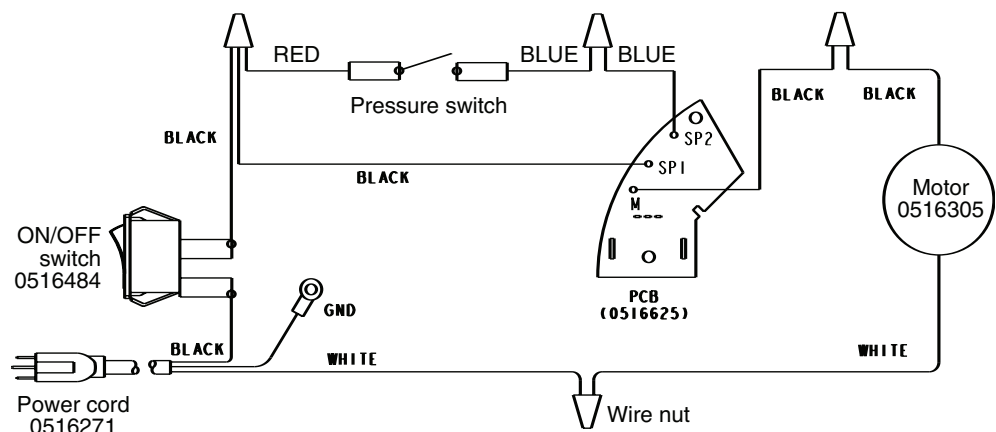 RED
BLUE
BLUE
Pressure switch
BLACK
BLACK
BLACK
SP2
SP1
BLACK
M
Motor
0516305
ON/OFF
switch
0516484
GND
PCB
(0516625)
BLACK
WHITE
WHITE
Power cord
0516271
Wire nut